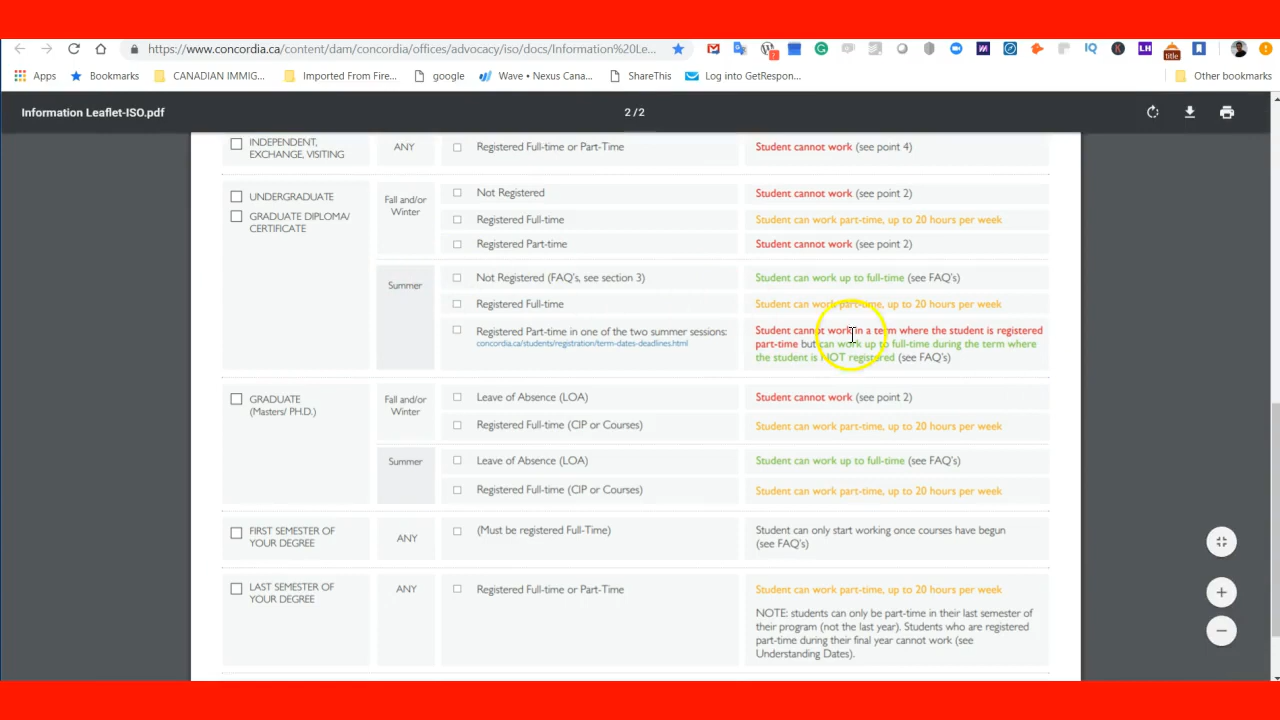 https://www.concordia.ca/content/dam/concordia/offices/advocacy/iso/docs/Information%20Le...
Apps
Bookmarks
CANADIAN IMMIG...
Imported From Fire...
google
Wave • Nexus Cana...
ShareThis
Log into GetRespon...
Other bookmarks
Information Leaflet-ISO.pdf
2 / 2
INDEPENDENT,
EXCHANGE, VISITING
ANY
Registered Full-time or Part-Time
Student cannot work (see point 4)
UNDERGRADUATE
GRADUATE DIPLOMA/
CERTIFICATE
Fall and/or
Winter
Not Registered
Student cannot work (see point 2)
Registered Full-time
Student can work part-time, up to 20 hours per week
Registered Part-time
Student cannot work (see point 2)
Summer
Not Registered (FAQ's, see section 3)
Student can work up to full-time (see FAQ's)
Registered Full-time
Student can work part-time, up to 20 hours per week
Registered Part-time in one of the two summer sessions:
concordia.ca/students/registration/term-dates-deadlines.html
Student cannot work in a term where the student is registered
part-time but can work up to full-time during the term where
the student is NOT registered (see FAQ's)
GRADUATE
(Masters/ PH.D.)
Fall and/or
Winter
Leave of Absence (LOA)
Student cannot work (see point 2)
Registered Full-time (CIP or Courses)
Student can work part-time, up to 20 hours per week
Summer
Leave of Absence (LOA)
Student can work up to full-time (see FAQ's)
Registered Full-time (CIP or Courses)
Student can work part-time, up to 20 hours per week
FIRST SEMESTER OF
YOUR DEGREE
ANY
(Must be registered Full-Time)
Student can only start working once courses have begun
(see FAQ's)
LAST SEMESTER OF
YOUR DEGREE
ANY
Registered Full-time or Part-Time
Student can work part-time, up to 20 hours per week
NOTE: students can only be part-time in their last semester of
their program (not the last year). Students who are registered
part-time during their final year cannot work (see
Understanding Dates).